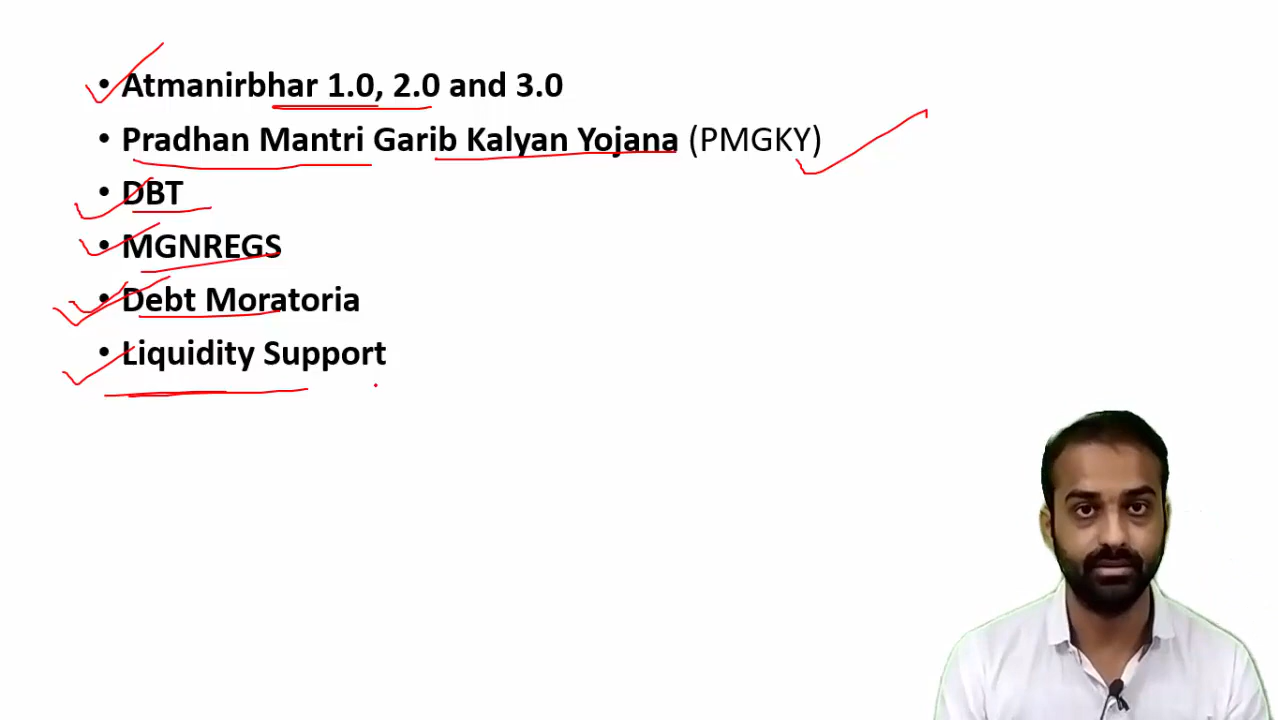 • Atmanirbhar 1.0, 2.0 and 3.0
• Pradhan Mantri Garib Kalyan Yojana (PMGKY)
• DBT
• MGNREGS
• Debt Moratoria
• Liquidity Support